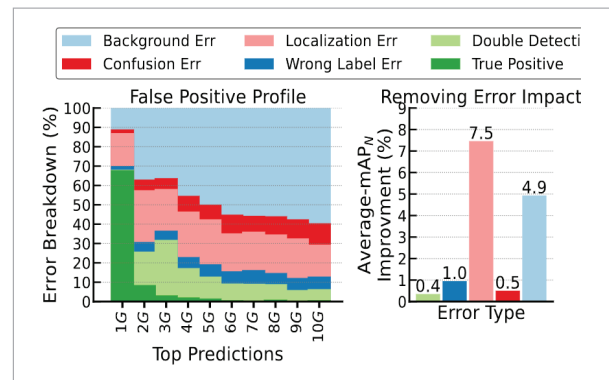 Background Err Localization Err Double Detecti
Confusion Err Wrong Label Err True Positive
False Positive Profile
Error Breakdown (%)
100
90
80
70
60
50
40
30
20
10
0
1G 2G 3G 4G 5G 6G 7G 8G 9G 10G
Top Predictions
Removing Error Impact
Average-mAP_N
Improvment (%)
9
8
7
6
5
4
3
2
1
0
0.4 1.0 7.5 0.5 4.9
Error Type